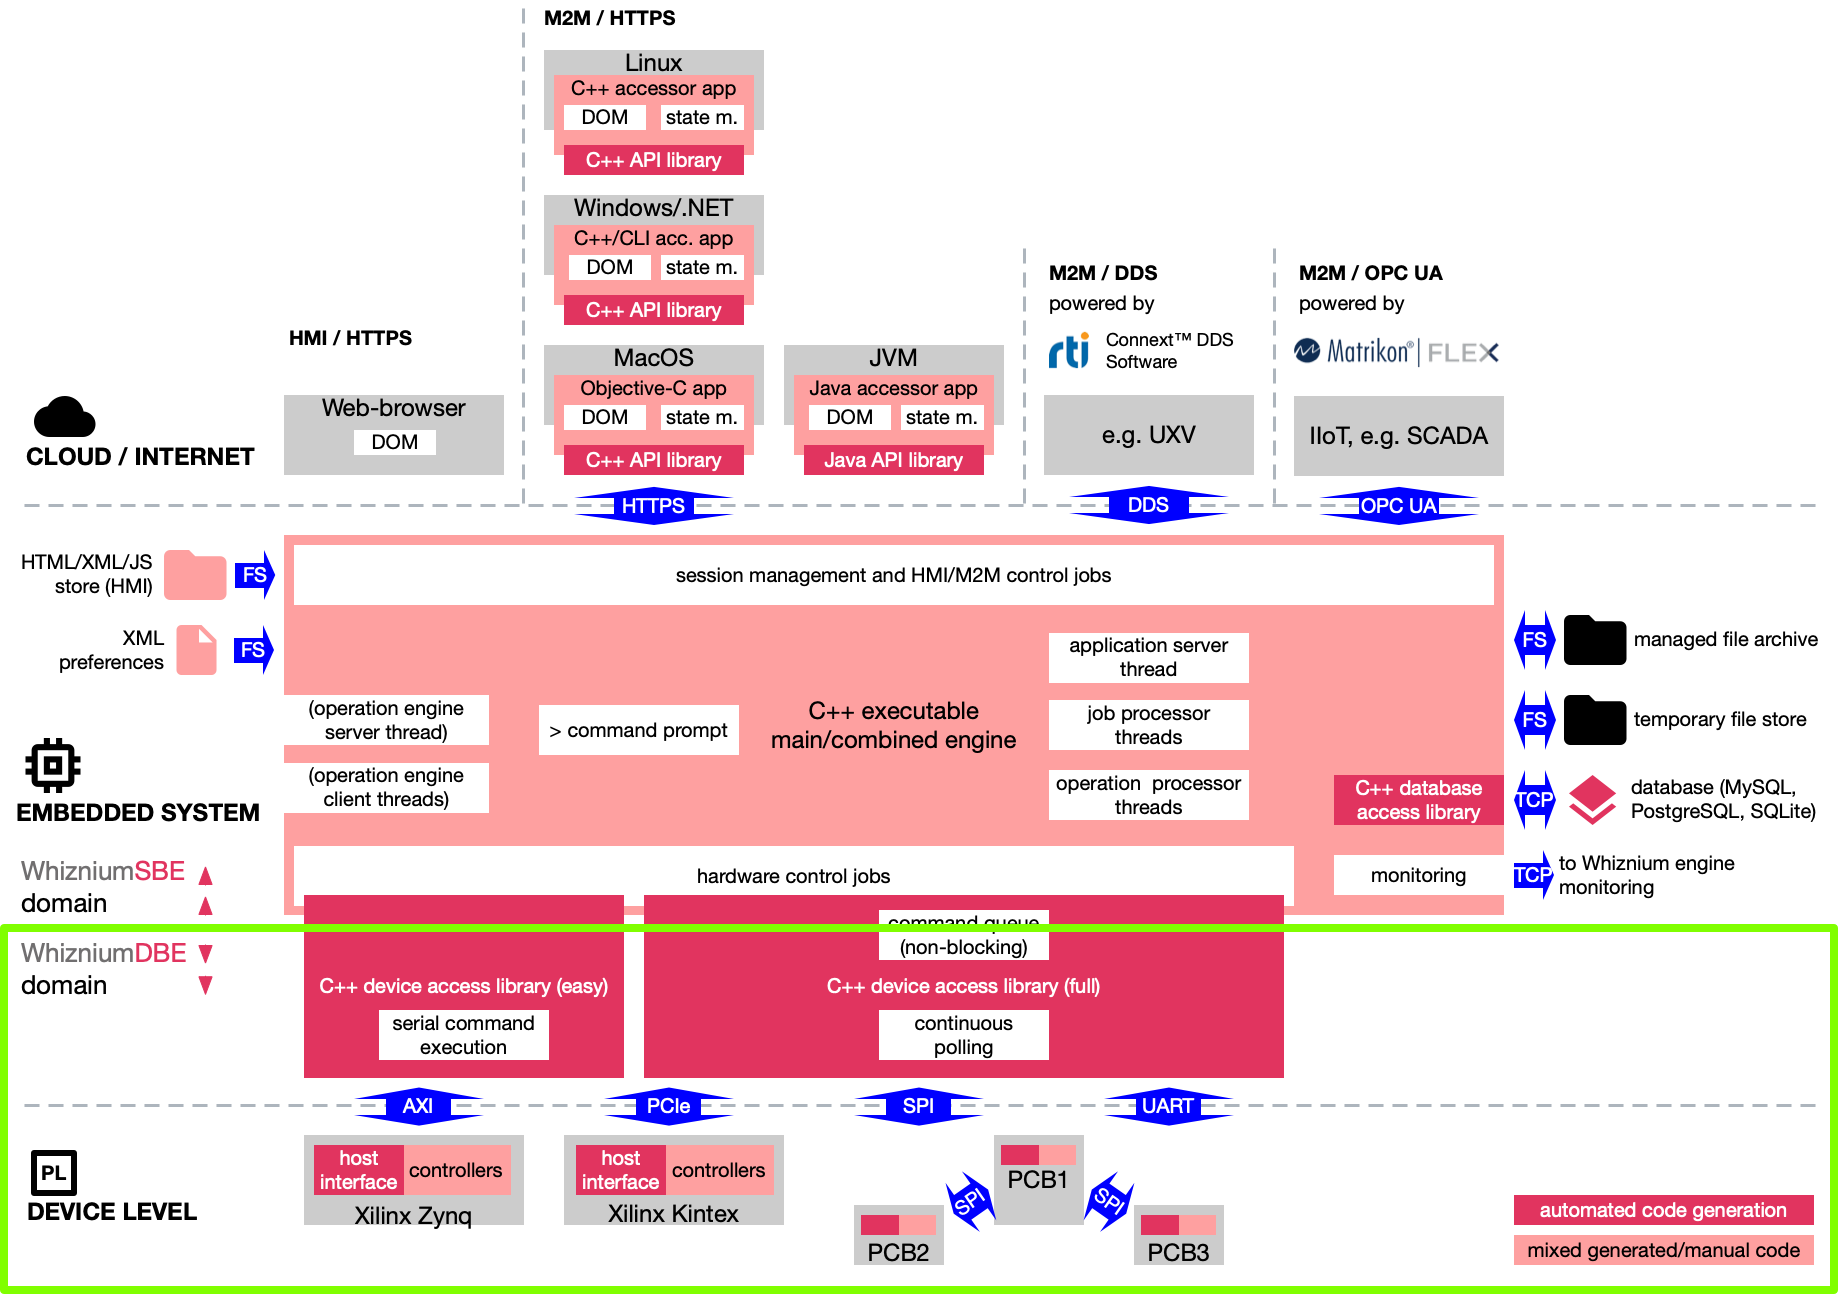 M2M / HTTPS
Linux
C++ accessor app
DOM
state m.
C++ API library
Windows/.NET
C++/CLI acc. app
DOM
state m.
C++ API library
HMI / HTTPS
Web-browser
DOM
MacOS
Objective-C app
DOM
state m.
C++ API library
JVM
Java accessor app
DOM
state m.
Java API library
M2M / DDS
powered by
rti
Connext™ DDS
Software
e.g. UXV
M2M / OPC UA
powered by
Matrikon® | FLEX
IIoT, e.g. SCADA
CLOUD / INTERNET
HTTPS
DDS
OPC UA
HTML/XML/JS
store (HMI)
FS
session management and HMI/M2M control jobs
XML
preferences
FS
application server
thread
FS
managed file archive
(operation engine
server thread)
> command prompt
C++ executable
main/combined engine
job processor
threads
FS
temporary file store
(operation engine
client threads)
operation processor
threads
C++ database
access library
TCP
database (MySQL,
PostgreSQL, SQLite)
EMBEDDED SYSTEM
WhizniumSBE
domain
hardware control jobs
monitoring
TCP
to Whiznium engine
monitoring
WhizniumDBE
domain
command queue
(non-blocking)
C++ device access library (easy)
C++ device access library (full)
serial command
execution
continuous
polling
AXI
PCIe
SPI
UART
PL
DEVICE LEVEL
host
interface
controllers
Xilinx Zynq
host
interface
controllers
Xilinx Kintex
PCB1
SPI
SPI
PCB2
PCB3
automated code generation
mixed generated/manual code